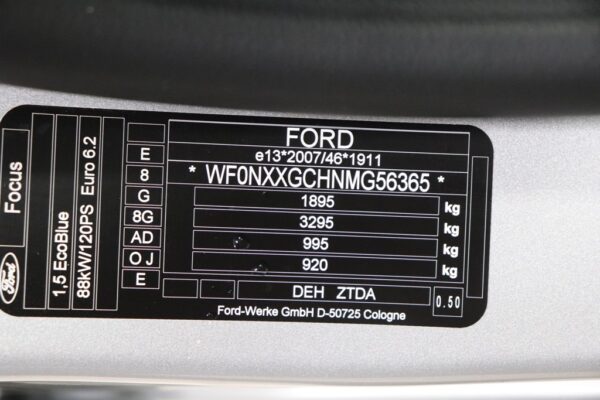 Ford
Focus
1,5 EcoBlue
88kW/120PS Euro 6.2
E
8
G
8G
AD
O J
E
FORD
e13*2007/46*1911
* WF0NXXGCHNMG56365 *
1895 kg
3295 kg
995 kg
920 kg
DEH ZTDA 0.50
Ford-Werke GmbH D-50725 Cologne